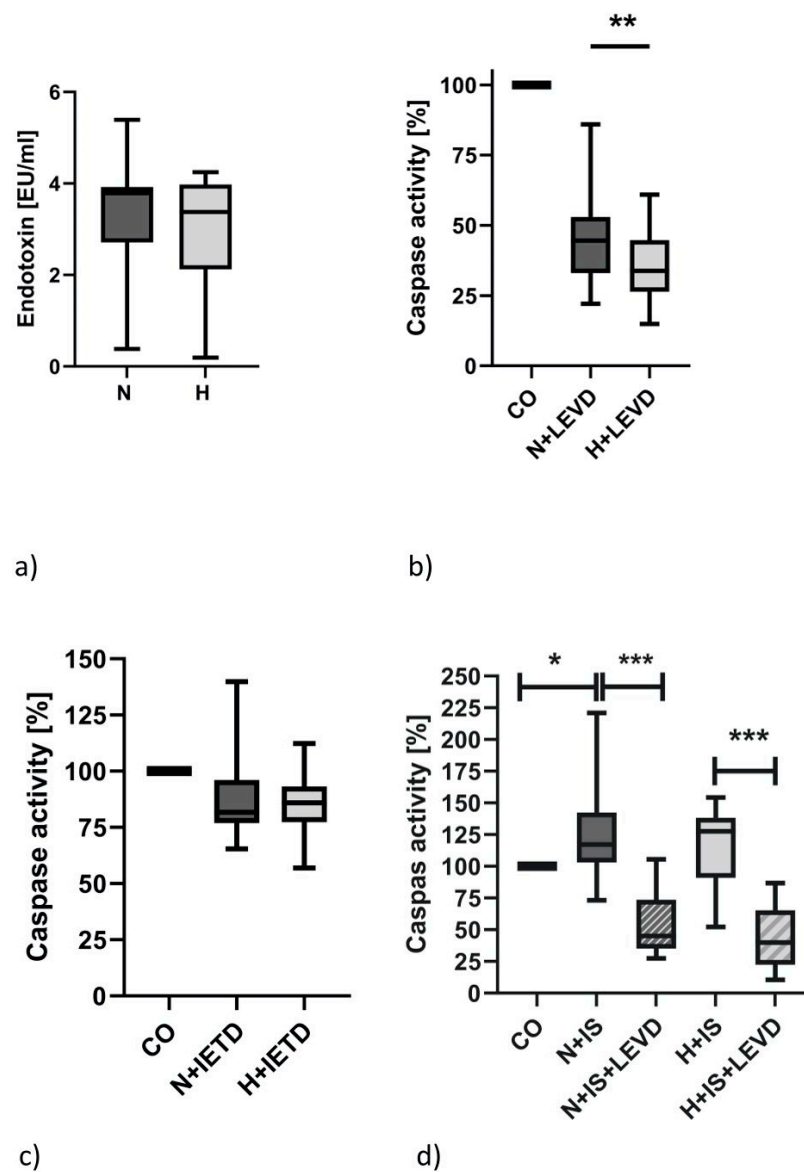 Endotoxin [EU/ml]
6
4
2
0
N
H
a)
**
Caspase activity [%]
100
75
50
25
0
CO
N+LEVD
H+LEVD
b)
Caspase activity [%]
150
125
100
75
50
25
0
CO
N+IETD
H+IETD
c)
* *** ***
Caspas activity [%]
250
225
200
175
150
125
100
75
50
25
0
CO
N+IS
N+IS+LEVD
H+IS
H+IS+LEVD
d)